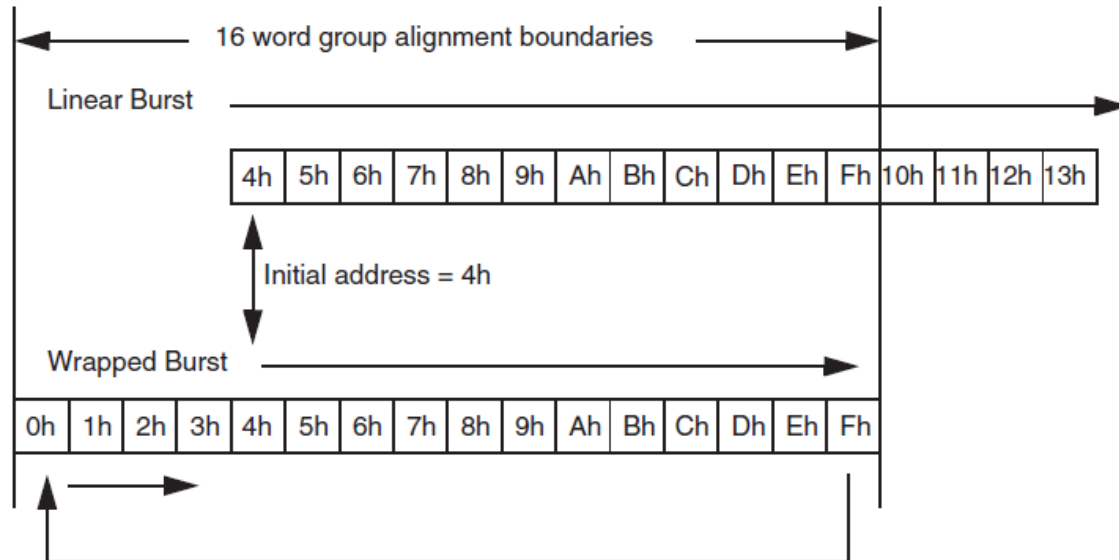 16 word group alignment boundaries
Linear Burst
4h 5h 6h 7h 8h 9h Ah Bh Ch Dh Eh Fh 10h 11h 12h 13h
Initial address = 4h
Wrapped Burst
0h 1h 2h 3h 4h 5h 6h 7h 8h 9h Ah Bh Ch Dh Eh Fh